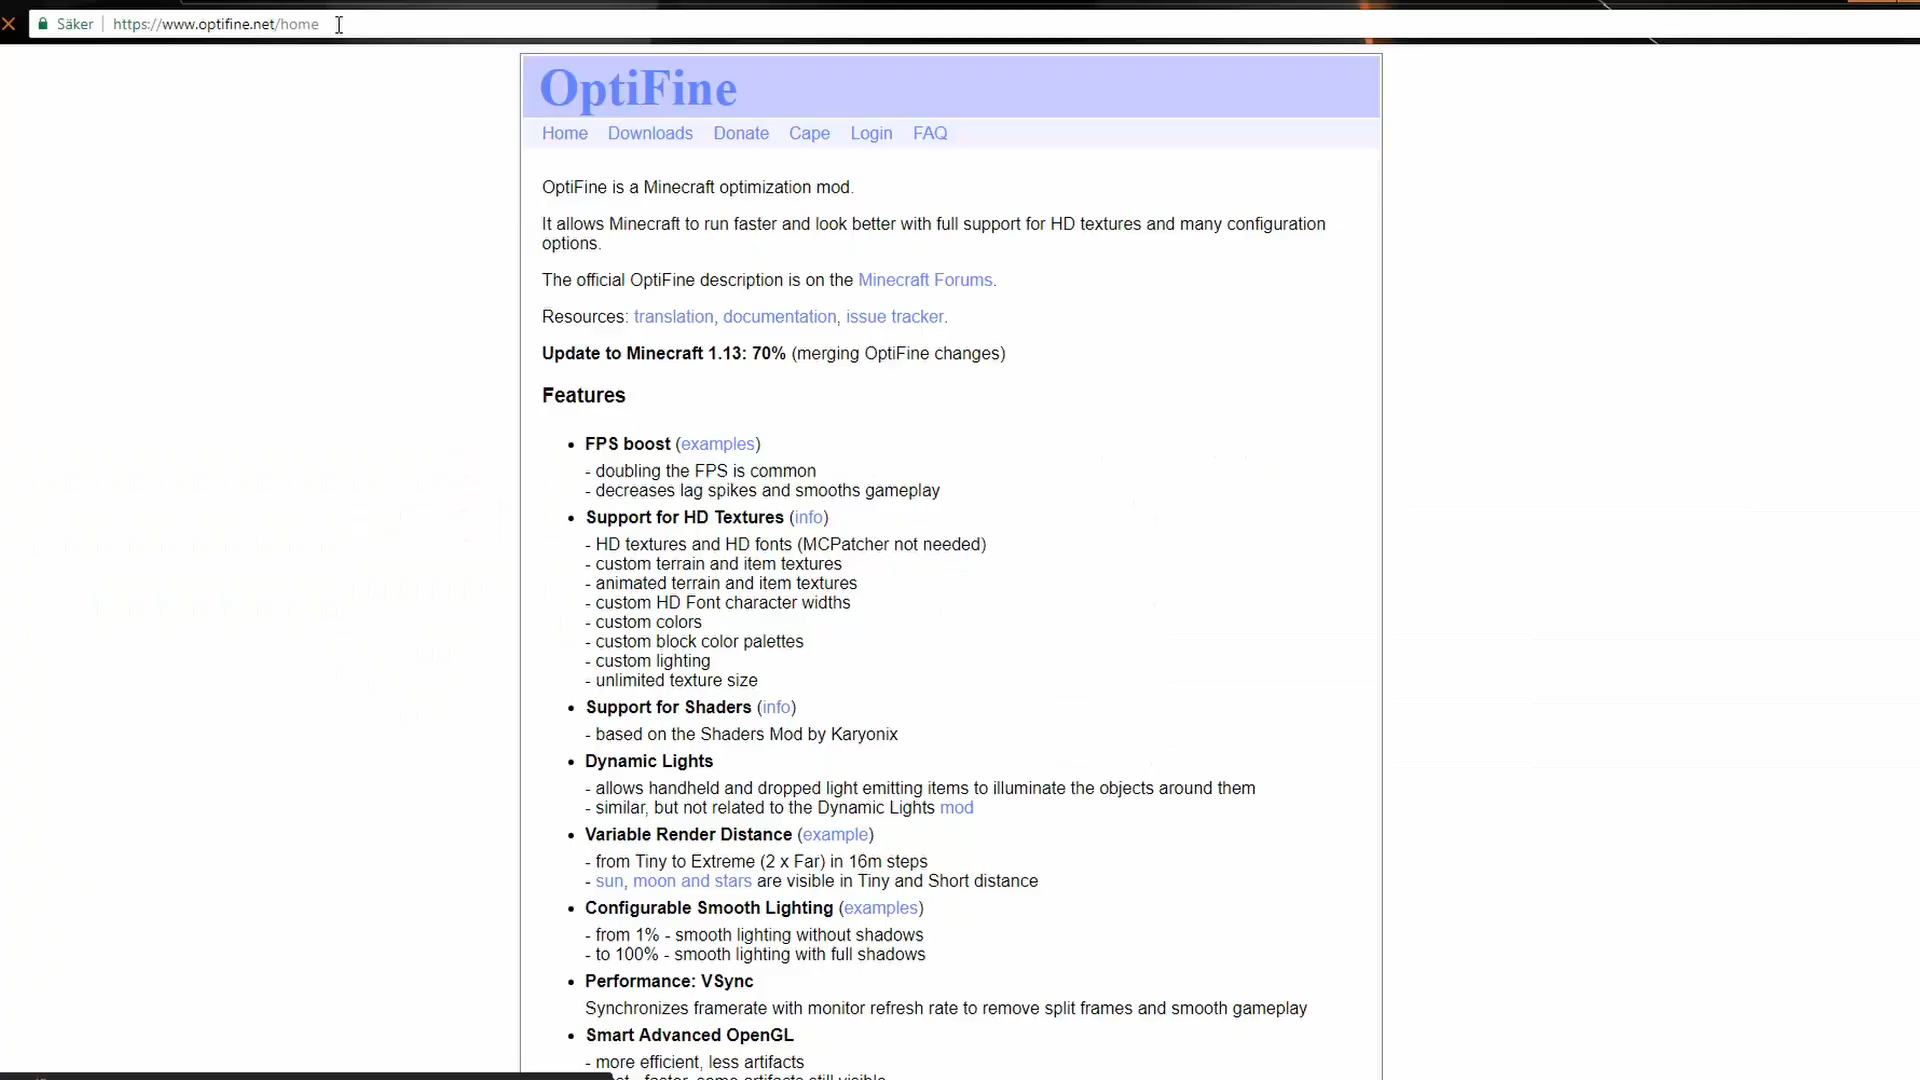 Säker https://www.optifine.net/home
OptiFine
Home Downloads Donate Cape Login FAQ
OptiFine is a Minecraft optimization mod.
It allows Minecraft to run faster and look better with full support for HD textures and many configuration
options.
The official OptiFine description is on the Minecraft Forums.
Resources: translation, documentation, issue tracker.
Update to Minecraft 1.13: 70% (merging OptiFine changes)
Features
• FPS boost (examples)
- doubling the FPS is common
- decreases lag spikes and smooths gameplay
• Support for HD Textures (info)
- HD textures and HD fonts (MCPatcher not needed)
- custom terrain and item textures
- animated terrain and item textures
- custom HD Font character widths
- custom colors
- custom block color palettes
- custom lighting
- unlimited texture size
• Support for Shaders (info)
- based on the Shaders Mod by Karyonix
• Dynamic Lights
- allows handheld and dropped light emitting items to illuminate the objects around them
- similar, but not related to the Dynamic Lights mod
• Variable Render Distance (example)
- from Tiny to Extreme (2 x Far) in 16m steps
- sun, moon and stars are visible in Tiny and Short distance
• Configurable Smooth Lighting (examples)
- from 1% - smooth lighting without shadows
- to 100% - smooth lighting with full shadows
• Performance: VSync
Synchronizes framerate with monitor refresh rate to remove split frames and smooth gameplay
• Smart Advanced OpenGL
- more efficient, less artifacts
- faster, some artifacts still visible